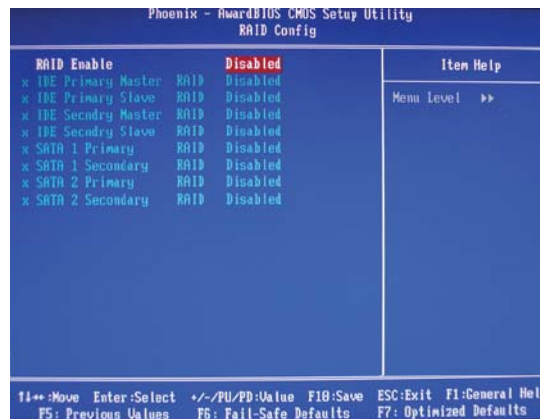 Phoenix - AwardBIOS CMOS Setup Utility
RAID Config
RAID Enable Disabled
x IDE Primary Master RAID Disabled
x IDE Primary Slave RAID Disabled
x IDE Secndry Master RAID Disabled
x IDE Secndry Slave RAID Disabled
x SATA 1 Primary RAID Disabled
x SATA 1 Secondary RAID Disabled
x SATA 2 Primary RAID Disabled
x SATA 2 Secondary RAID Disabled
Item Help
Menu Level ▸▸
↑↓↔:Move Enter:Select +/-/PU/PD:Value F10:Save ESC:Exit F1:General Hel
F5: Previous Values F6: Fail-Safe Defaults F7: Optimized Defaults